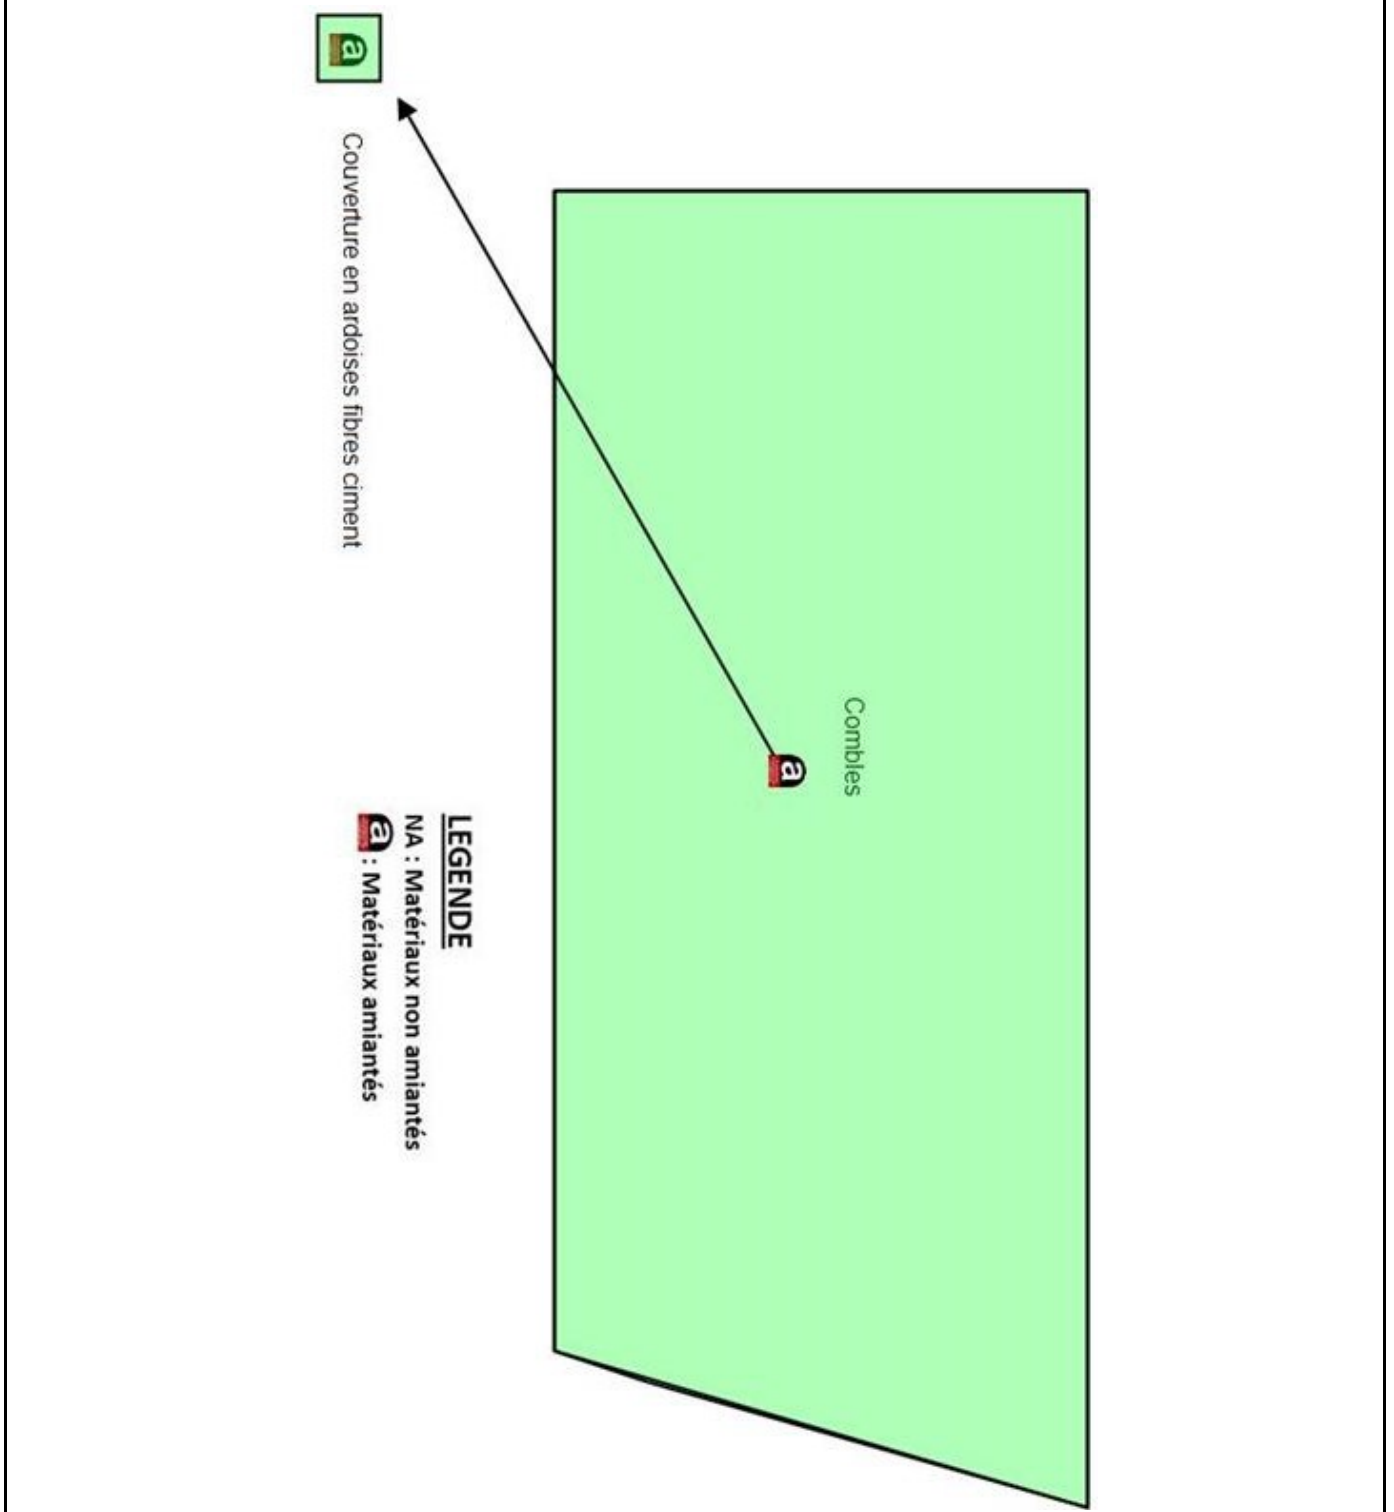 Combles
a
a
Couverture en ardoises fibres ciment
LEGENDE
NA : Matériaux non amiantés
a : Matériaux amiantés